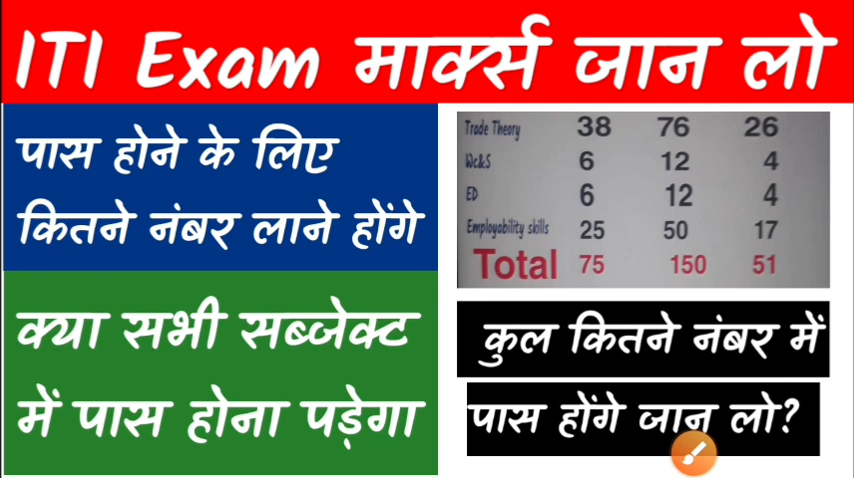 ITI Exam मार्क्स जान लो
पास होने के लिए
कितने नंबर लाने होंगे
Trade Theory 38 76 26
Wc&S 6 12 4
ED 6 12 4
Employability skills 25 50 17
Total 75 150 51
क्या सभी सब्जेक्ट
में पास होना पड़ेगा
कुल कितने नंबर में
पास होंगे जान लो?